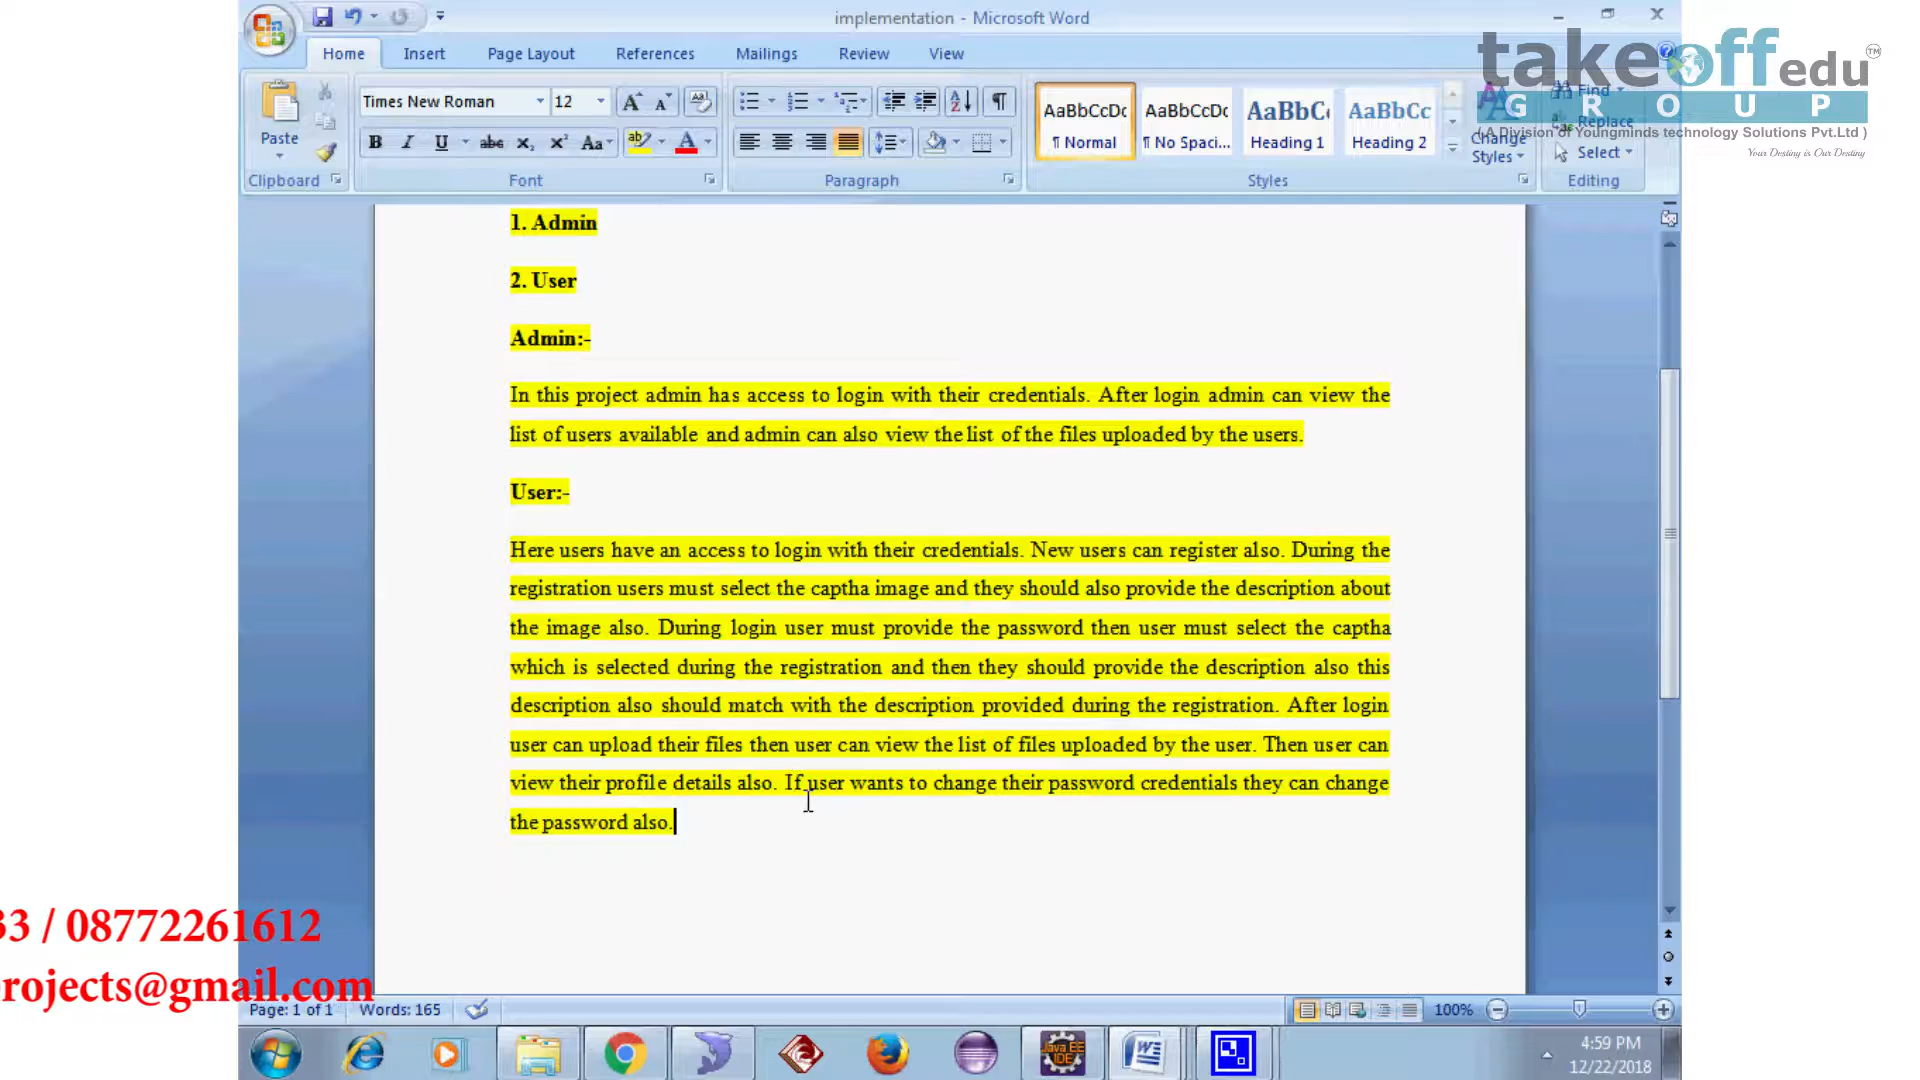 implementation - Microsoft Word
takeoff edu ™
Home Insert Page Layout References Mailings Review View
GROUP
( A Division of Youngminds technology Solutions Pvt.Ltd )
Your Destiny is Our Destiny
Paste
Times New Roman 12
AaBbCcDc AaBbCcDc AaBbC AaBbCc
¶ Normal ¶ No Spaci... Heading 1 Heading 2
Change Styles
Find
Replace
Select
Clipboard Font Paragraph Styles Editing
1. Admin
2. User
Admin:-
In this project admin has access to login with their credentials. After login admin can view the
list of users available and admin can also view the list of the files uploaded by the users.
User:-
Here users have an access to login with their credentials. New users can register also. During the
registration users must select the captha image and they should also provide the description about
the image also. During login user must provide the password then user must select the captha
which is selected during the registration and then they should provide the description also this
description also should match with the description provided during the registration. After login
user can upload their files then user can view the list of files uploaded by the user. Then user can
view their profile details also. If user wants to change their password credentials they can change
the password also.
33 / 08772261612
rojects@gmail.com
Page: 1 of 1 Words: 165 100%
Java EE
IDE
4:59 PM
12/22/2018